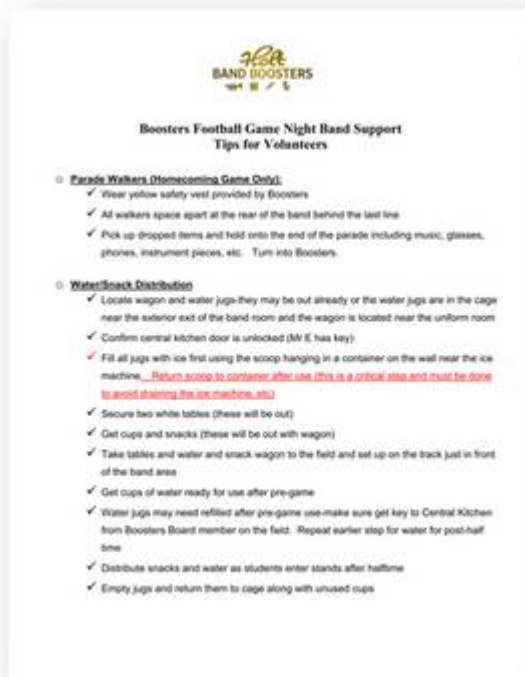 Holt
BAND BOOSTERS
Boosters Football Game Night Band Support
Tips for Volunteers
Parade Walkers (Homecoming Game Only):
✓ Wear yellow safety vest provided by Boosters
✓ All walkers space apart at the rear of the band behind the last line
✓ Pick up dropped items and hold onto the end of the parade including music, glasses,
phones, instrument pieces, etc. Turn into Boosters.
Water/Snack Distribution
✓ Locate wagon and water jugs-they may be out already or the water jugs are in the cage
near the exterior exit of the band room and the wagon is located near the uniform room
✓ Confirm central kitchen door is unlocked (Mr E has key)
✓ Fill all jugs with ice first using the scoop hanging in a container on the wall near the ice
machine. Return scoop to container after use (this is a critical step and must be done
to avoid draining the ice machine, etc)
✓ Secure two white tables (these will be out)
✓ Get cups and snacks (these will be out with wagon)
✓ Take tables and water and snack wagon to the field and set up on the track just in front
of the band area
✓ Get cups of water ready for use after pre-game
✓ Water jugs may need refilled after pre-game use-make sure get key to Central Kitchen
from Boosters Board member on the field. Repeat earlier step for water for post-half
time
✓ Distribute snacks and water as students enter stands after halftime
✓ Empty jugs and return them to cage along with unused cups